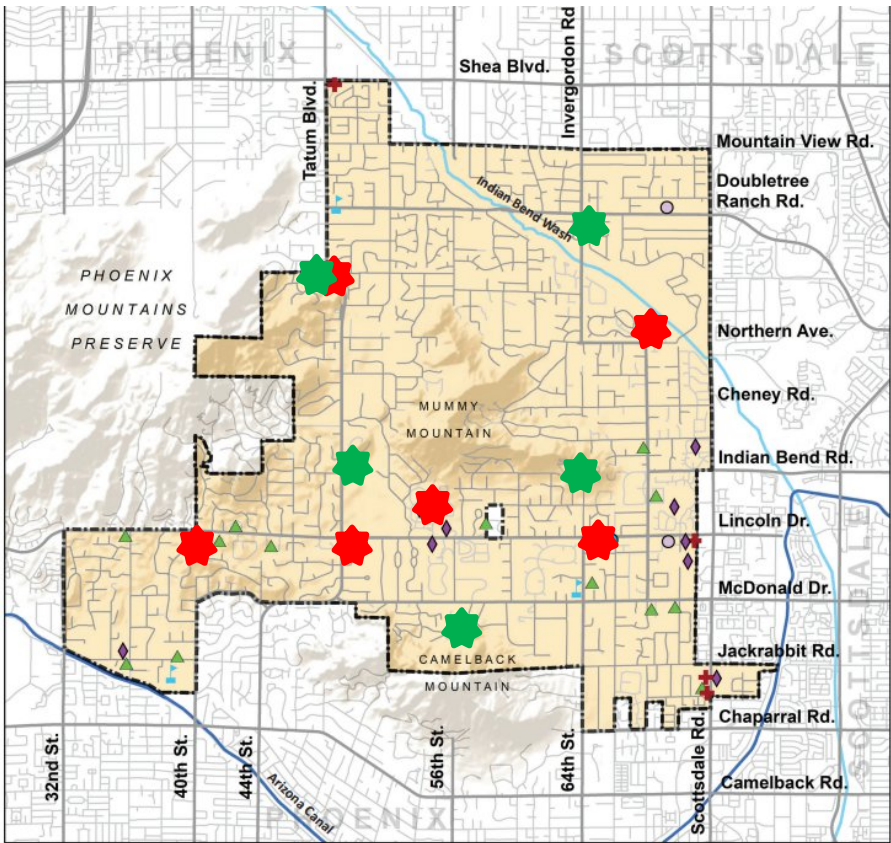 PHOENIX
SCOTTSDALE
Shea Blvd.
Invergordon Rd.
Tatum Blvd.
Mountain View Rd.
Doubletree
Ranch Rd.
Indian Bend Wash
PHOENIX
MOUNTAINS
PRESERVE
Northern Ave.
Cheney Rd.
MUMMY
MOUNTAIN
Indian Bend Rd.
Lincoln Dr.
McDonald Dr.
Jackrabbit Rd.
CAMELBACK
MOUNTAIN
Chaparral Rd.
Camelback Rd.
32nd St.
40th St.
44th St.
56th St.
64th St.
Scottsdale Rd.
SCOTTSDALE
Arizona Canal
PHOENIX